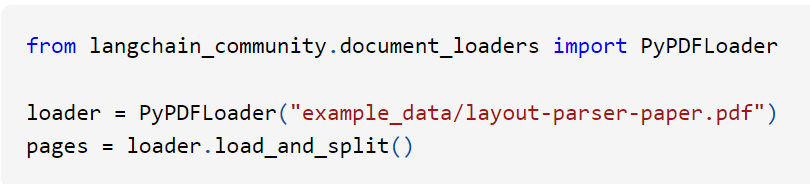 from langchain_community.document_loaders import PyPDFLoader
loader = PyPDFLoader("example_data/layout-parser-paper.pdf")
pages = loader.load_and_split()